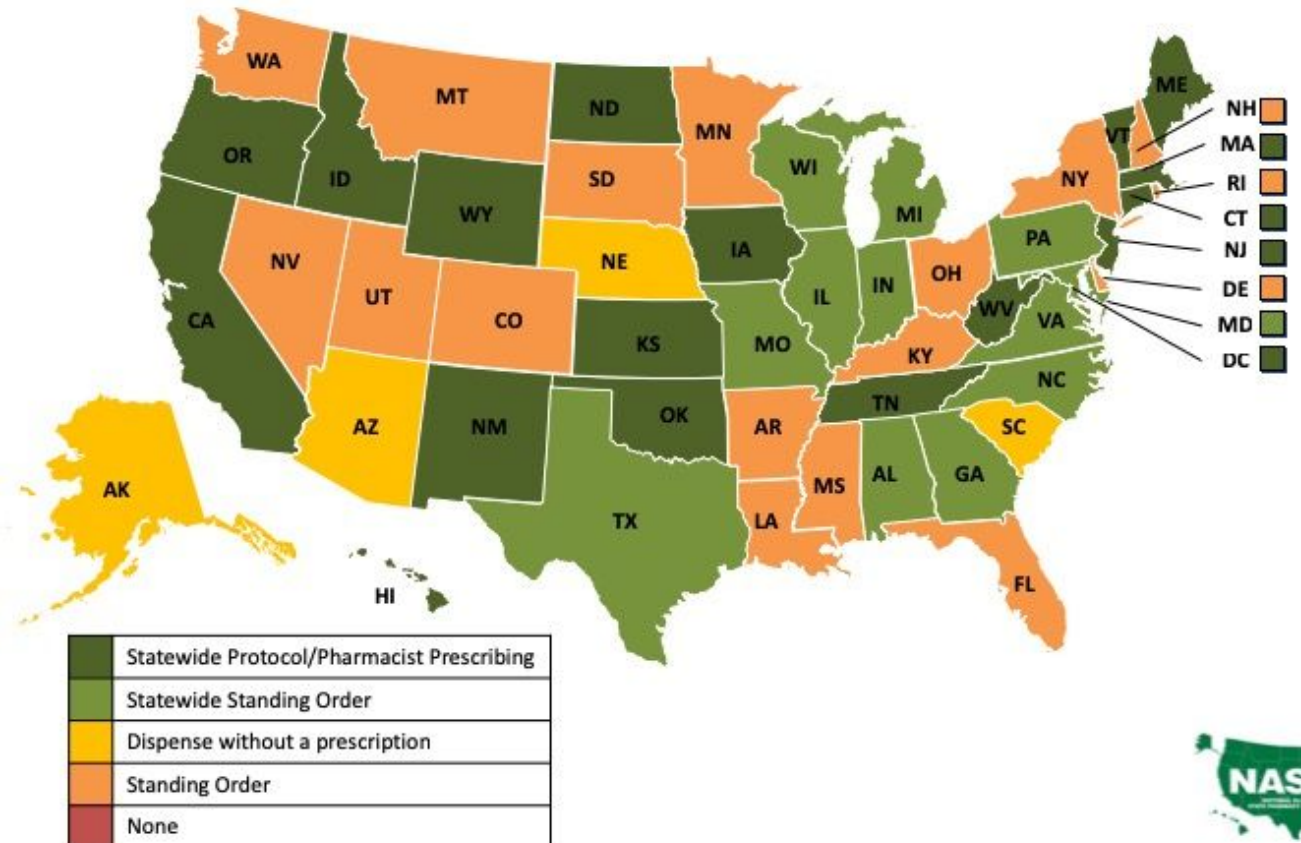 WA
MT
ND
MN
ME
NH
VT
MA
OR
ID
SD
WI
NY
RI
WY
MI
CT
IA
PA
NJ
NV
NE
OH
DE
UT
IL
IN
WV
MD
CA
CO
VA
KS
MO
KY
DC
NC
TN
AZ
NM
OK
AR
SC
AK
MS
AL
GA
TX
LA
FL
HI
Statewide Protocol/Pharmacist Prescribing
Statewide Standing Order
Dispense without a prescription
Standing Order
None
NAS